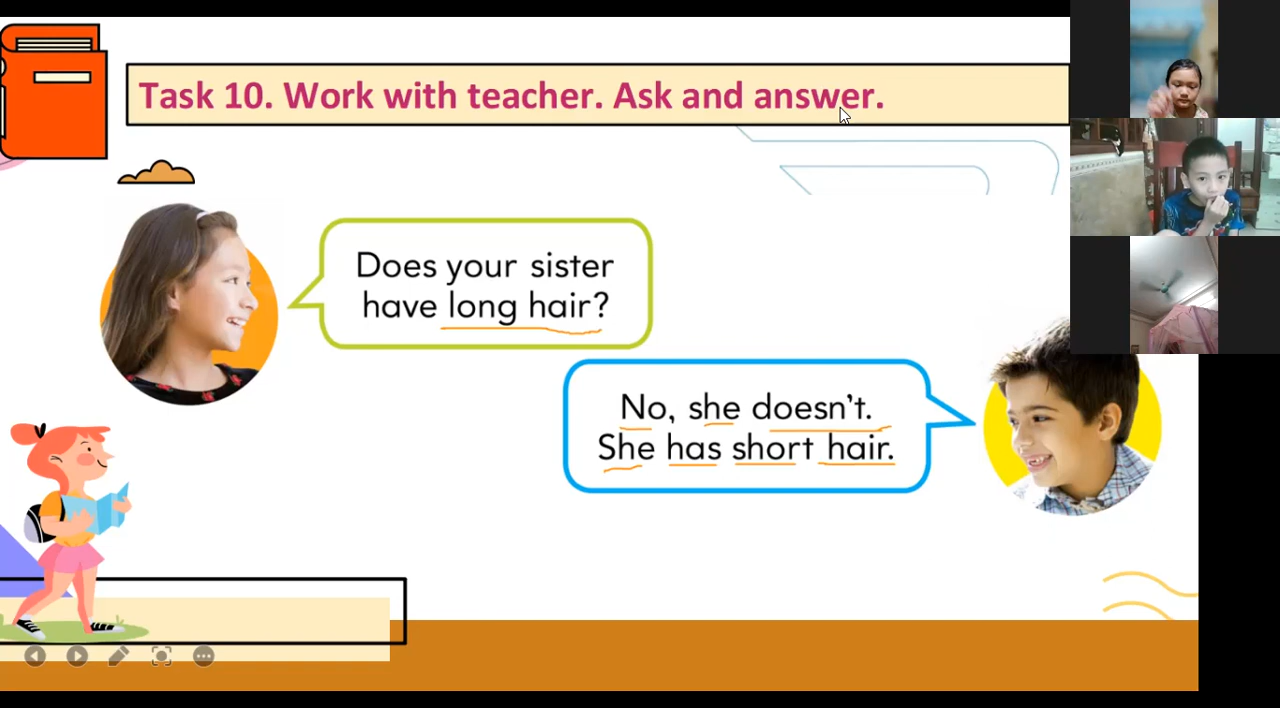 Task 10. Work with teacher. Ask and answer.
Does your sister
have long hair?
No, she doesn't.
She has short hair.